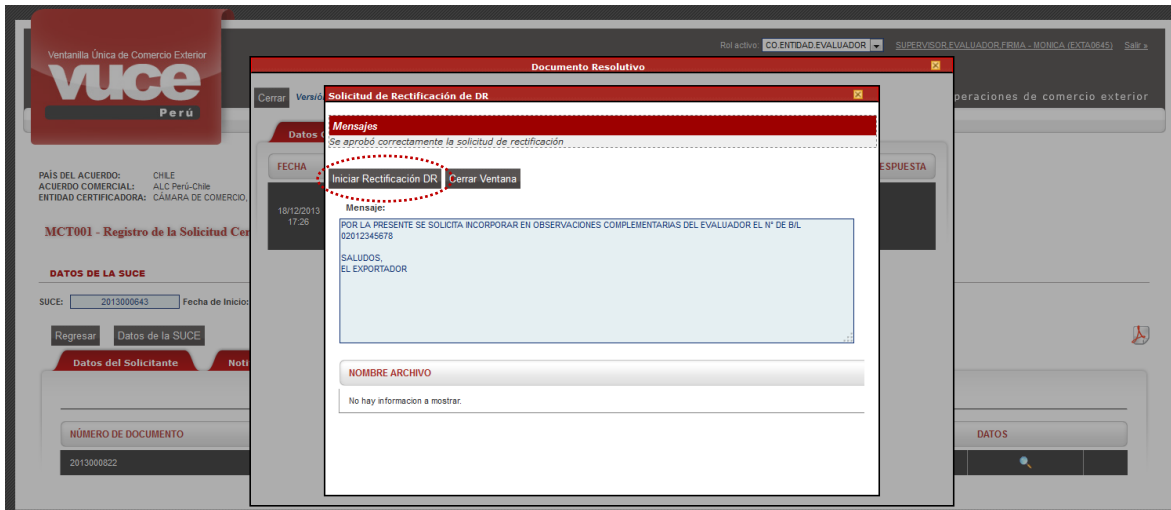 Ventanilla Única de Comercio Exterior
vuce
Perú
Rol activo: CO.ENTIDAD.EVALUADOR SUPERVISOR.EVALUADOR.FIRMA - MONICA (EXTA0645) Salir »
peraciones de comercio exterior
Documento Resolutivo
Cerrar Versió
Solicitud de Rectificación de DR
Mensajes
Se aprobó correctamente la solicitud de rectificación
Datos
Iniciar Rectificación DR Cerrar Ventana
FECHA
ESPUESTA
18/12/2013
17:26
Mensaje:
POR LA PRESENTE SE SOLICITA INCORPORAR EN OBSERVACIONES COMPLEMENTARIAS DEL EVALUADOR EL N° DE B/L
02012345678
SALUDOS,
EL EXPORTADOR
NOMBRE ARCHIVO
No hay informacion a mostrar.
PAÍS DEL ACUERDO: CHILE
ACUERDO COMERCIAL: ALC Perú-Chile
ENTIDAD CERTIFICADORA: CÁMARA DE COMERCIO,
MCT001 - Registro de la Solicitud Cer
DATOS DE LA SUCE
SUCE: 2013000643 Fecha de Inicio:
Regresar Datos de la SUCE
Datos del Solicitante Noti
NÚMERO DE DOCUMENTO
DATOS
2013000822